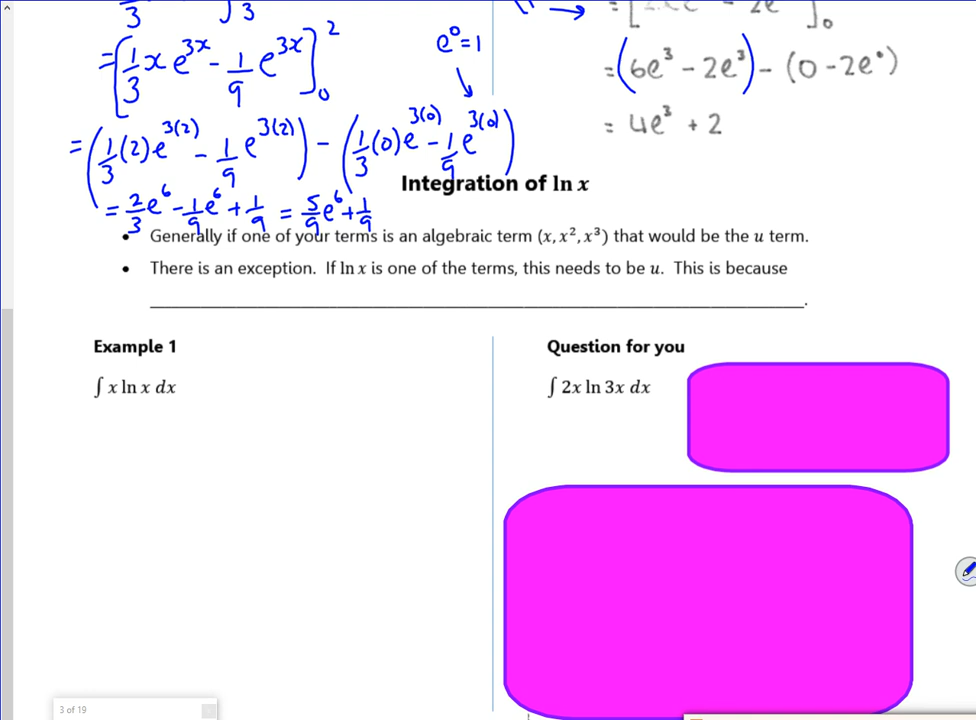 3 ∫ 3
= [1/3 x e^{3x} - 1/9 e^{3x}]_0^2
e^0 = 1
= (6e^3 - 2e^3) - (0 - 2e^0)
= 4e^3 + 2
= (1/3 (2) e^{3(2)} - 1/9 e^{3(2)}) - (1/3 (0) e^{3(0)} - 1/9 e^{3(0)})
Integration of ln x
= 2/3 e^6 - 1/9 e^6 + 1/9 = 5/9 e^6 + 1/9
• Generally if one of your terms is an algebraic term (x, x², x³) that would be the u term.
• There is an exception. If ln x is one of the terms, this needs to be u. This is because
.
Example 1
∫ x ln x dx
Question for you
∫ 2x ln 3x dx
3 of 19